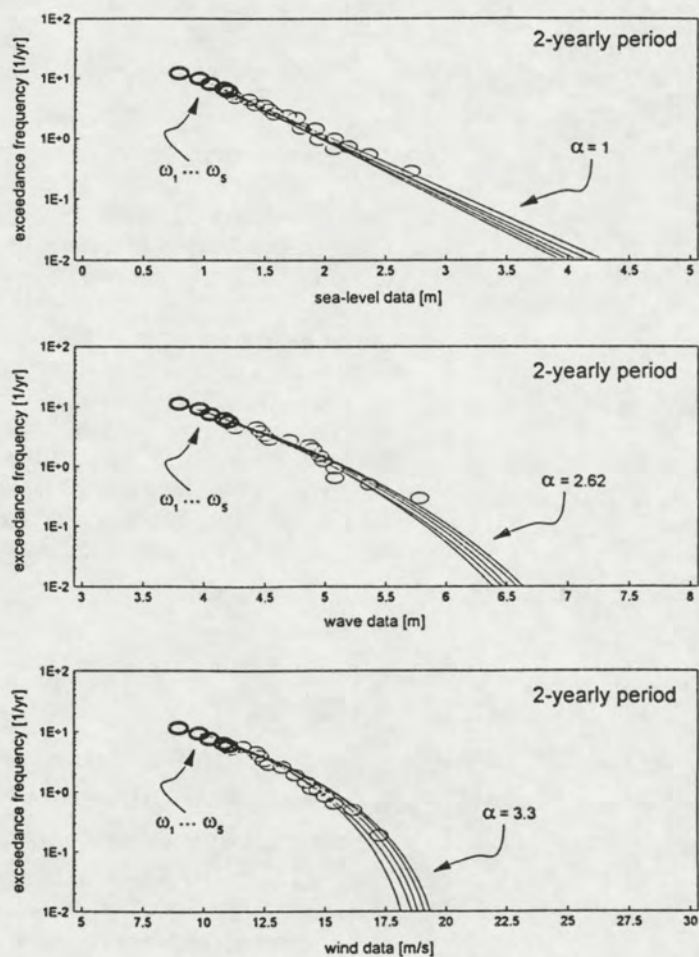 2-yearly period
exceedance frequency [1/yr]
1E+2
1E+1
1E+0
1E-1
1E-2
ω1 ... ω5
α = 1
0 0.5 1 1.5 2 2.5 3 3.5 4 4.5 5
sea-level data [m]
2-yearly period
exceedance frequency [1/yr]
1E+2
1E+1
1E+0
1E-1
1E-2
ω1 ... ω5
α = 2.62
3 3.5 4 4.5 5 5.5 6 6.5 7 7.5 8
wave data [m]
2-yearly period
exceedance frequency [1/yr]
1E+2
1E+1
1E+0
1E-1
1E-2
ω1 ... ω5
α = 3.3
5 7.5 10 12.5 15 17.5 20 22.5 25 27.5 30
wind data [m/s]